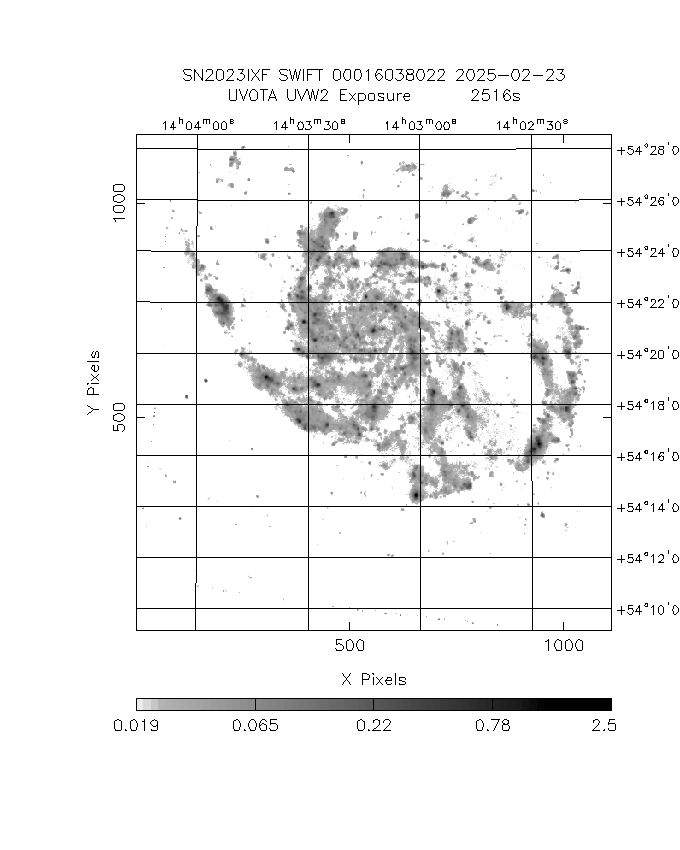 SN2023IXF SWIFT 00016038022 2025-02-23
UVOTA UVW2 Exposure 2516s
14h04m00s 14h03m30s 14h03m00s 14h02m30s
+54°28'0
+54°26'0
+54°24'0
+54°22'0
+54°20'0
+54°18'0
+54°16'0
+54°14'0
+54°12'0
+54°10'0
1000
500
Y Pixels
500 1000
X Pixels
0.019 0.065 0.22 0.78 2.5